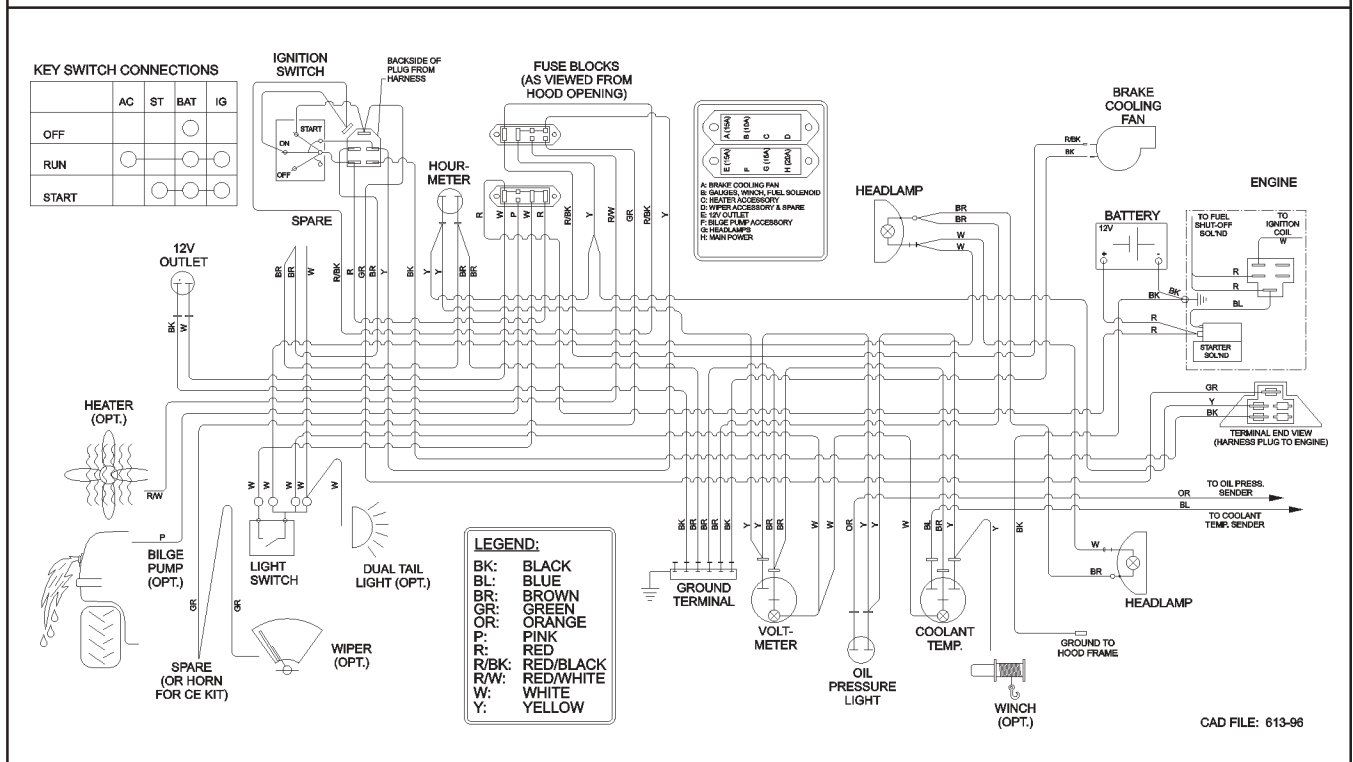 KEY SWITCH CONNECTIONS
AC ST BAT IG
OFF
RUN
START
IGNITION
SWITCH
BACKSIDE OF
PLUG FROM
HARNESS
START
ON
OFF
FUSE BLOCKS
(AS VIEWED FROM
HOOD OPENING)
A (15A)
B (10A)
C
D
E (15A)
F
G (15A)
H (20A)
A: BRAKE COOLING FAN
B: GAUGES, WINCH, FUEL SOLENOID
C: HEATER ACCESSORY
D: WIPER ACCESSORY & SPARE
E: 12V OUTLET
F: BILGE PUMP ACCESSORY
G: HEADLAMPS
H: MAIN POWER
BRAKE
COOLING
FAN
R/BK
BK
HOUR-
METER
SPARE
12V
OUTLET
BK
W
BR
BR
W
R/BK
R
GR
BR
Y
BK
Y
Y
BR
BR
R
W
P
W
R
R/BK
Y
R/W
GR
R/BK
Y
HEADLAMP
BR
BR
W
W
BATTERY
12V
+
-
BK
BK
R
R
ENGINE
TO FUEL
SHUT-OFF
SOL'ND
TO
IGNITION
COIL
W
R
R
BL
STARTER
SOL'ND
GR
Y
BK
TERMINAL END VIEW
(HARNESS PLUG TO ENGINE)
HEATER
(OPT.)
R/W
P
BILGE
PUMP
(OPT.)
W
W
W
W
W
LIGHT
SWITCH
DUAL TAIL
LIGHT (OPT.)
GR
GR
SPARE
(OR HORN
FOR CE KIT)
WIPER
(OPT.)
LEGEND:
BK: BLACK
BL: BLUE
BR: BROWN
GR: GREEN
OR: ORANGE
P: PINK
R: RED
R/BK: RED/BLACK
R/W: RED/WHITE
W: WHITE
Y: YELLOW
BK
BR
BR
BR
BK
Y
Y
BR
BR
W
W
OR
Y
Y
W
BL
BR
Y
Y
BK
GROUND
TERMINAL
VOLT-
METER
OIL
PRESSURE
LIGHT
COOLANT
TEMP.
WINCH
(OPT.)
OR
TO OIL PRESS.
SENDER
BL
TO COOLANT
TEMP. SENDER
W
BR
HEADLAMP
GROUND TO
HOOD FRAME
CAD FILE: 613-96